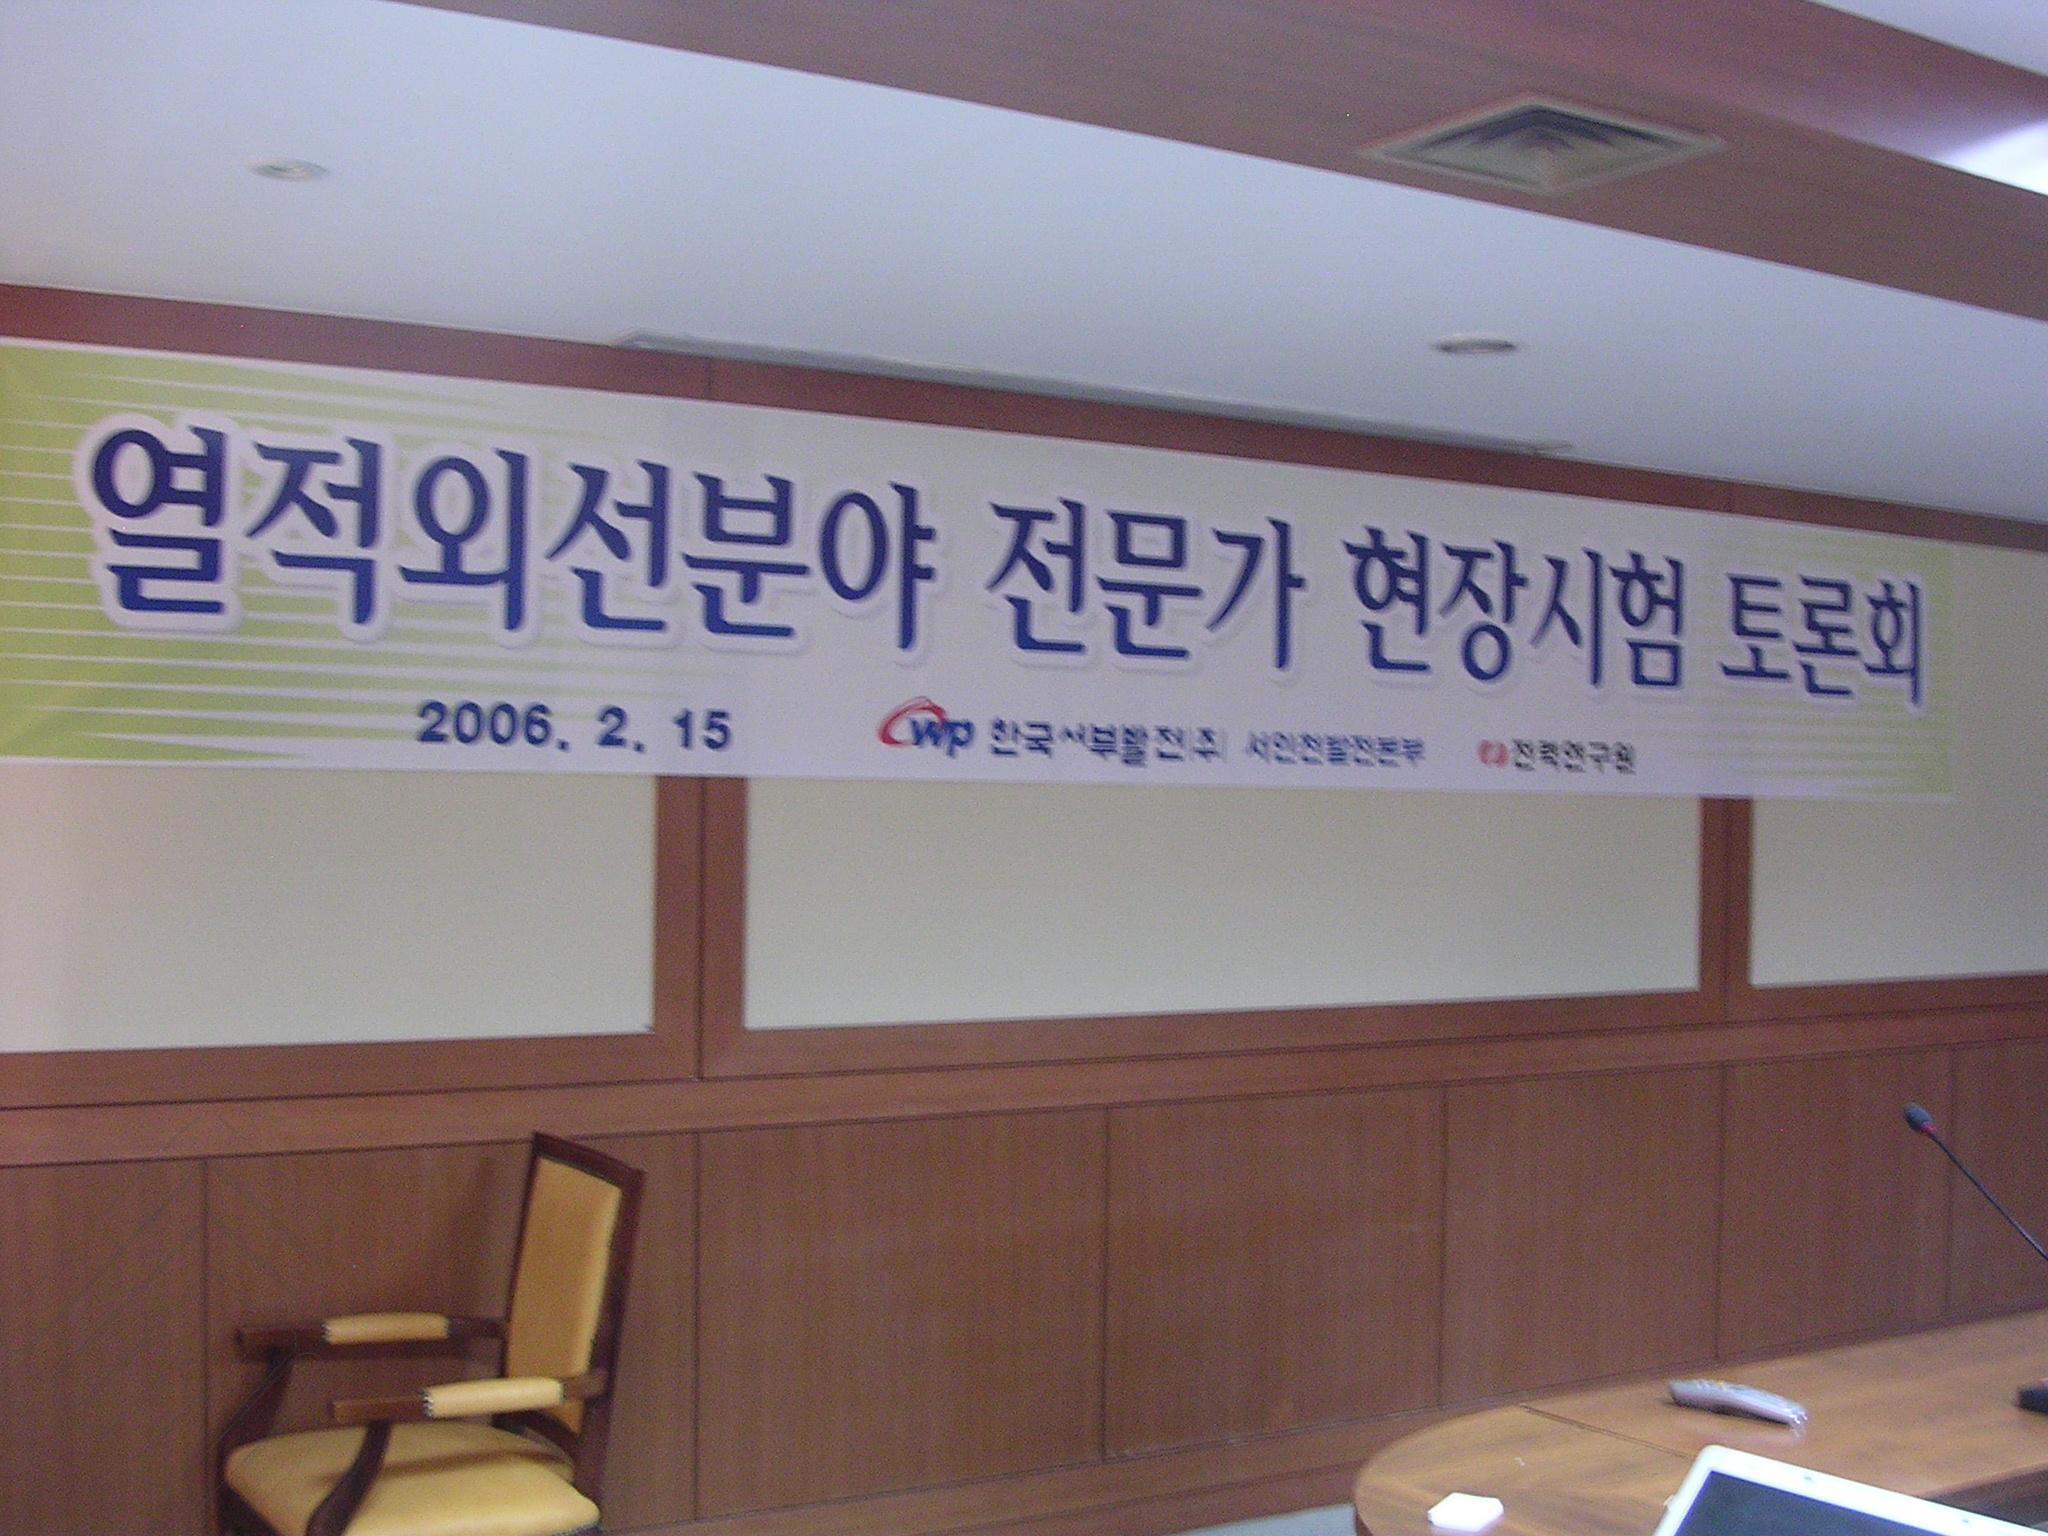 열적외선분야 전문가 현장시험 토론회
2006. 2. 15 WP 한국서부발전(주) 서인천발전본부 전력연구원